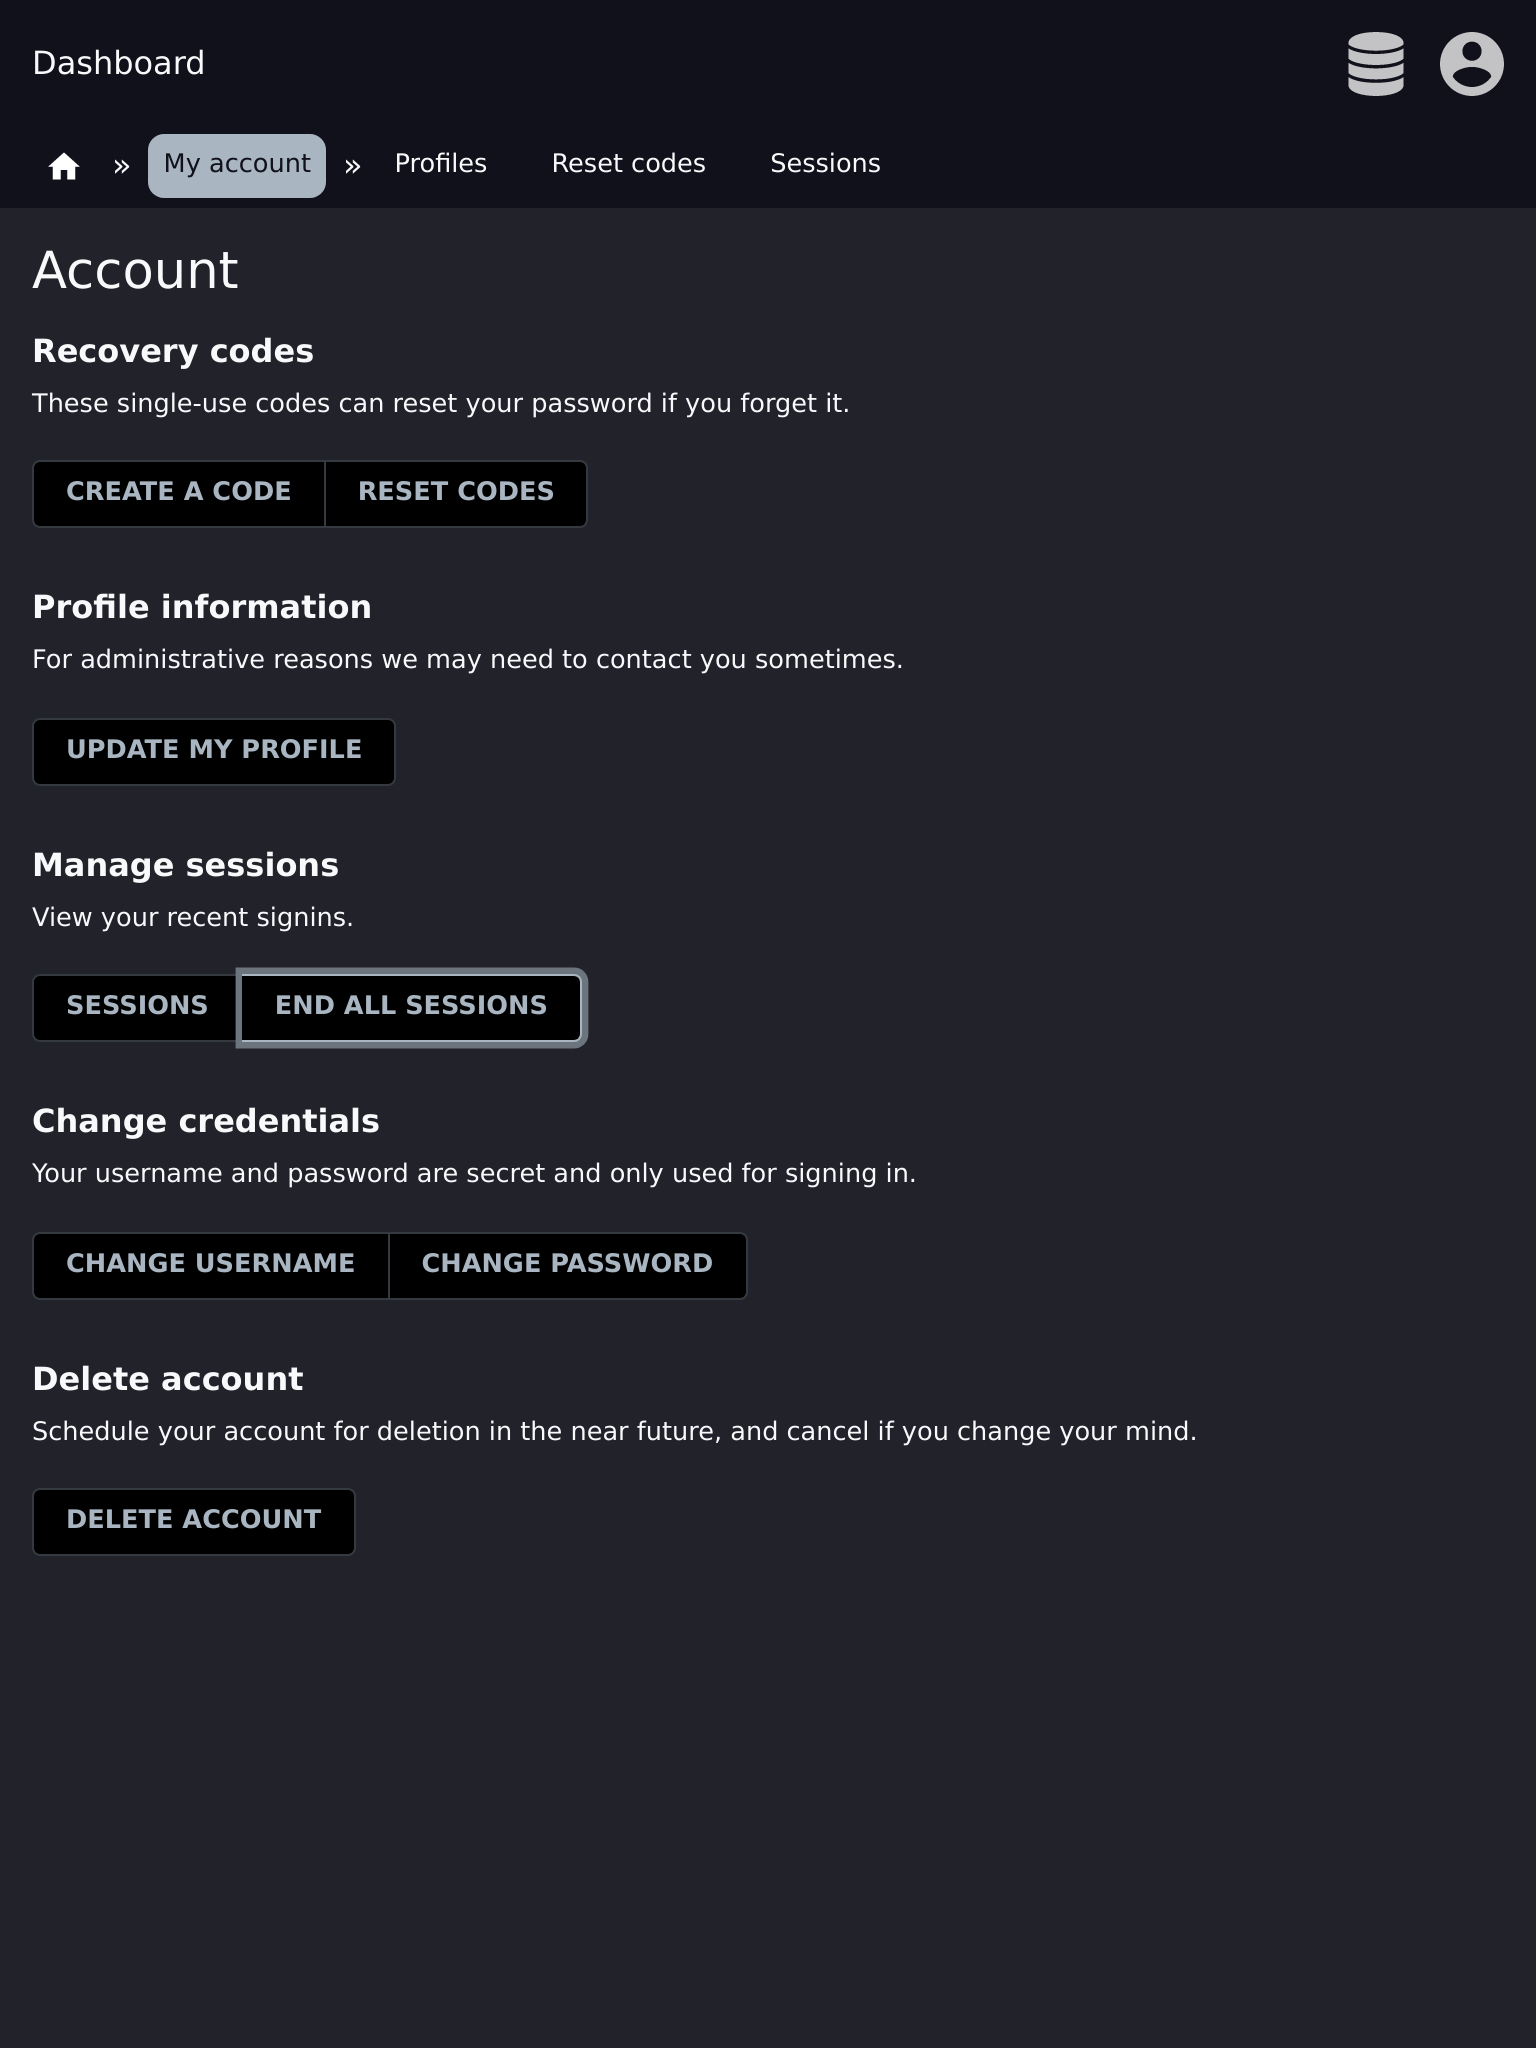 Dashboard
» My account » Profiles Reset codes Sessions
Account
Recovery codes
These single-use codes can reset your password if you forget it.
CREATE A CODE RESET CODES
Profile information
For administrative reasons we may need to contact you sometimes.
UPDATE MY PROFILE
Manage sessions
View your recent signins.
SESSIONS END ALL SESSIONS
Change credentials
Your username and password are secret and only used for signing in.
CHANGE USERNAME CHANGE PASSWORD
Delete account
Schedule your account for deletion in the near future, and cancel if you change your mind.
DELETE ACCOUNT